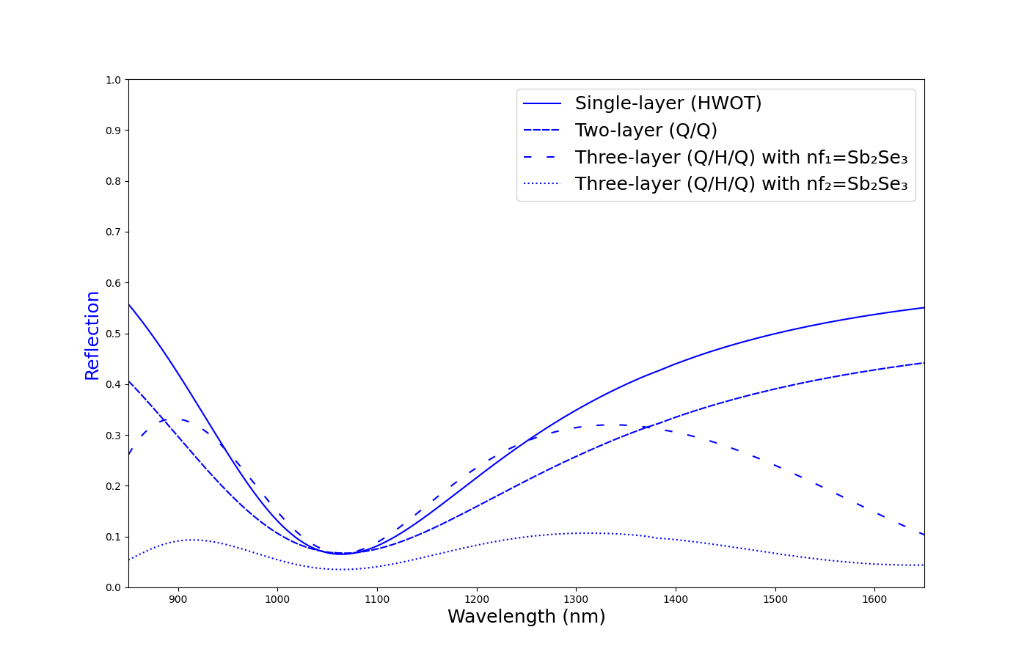 1.0
0.9
0.8
0.7
0.6
0.5
0.4
0.3
0.2
0.1
0.0
Reflection
Single-layer (HWOT)
Two-layer (Q/Q)
Three-layer (Q/H/Q) with nf₁=Sb₂Se₃
Three-layer (Q/H/Q) with nf₂=Sb₂Se₃
900 1000 1100 1200 1300 1400 1500 1600
Wavelength (nm)